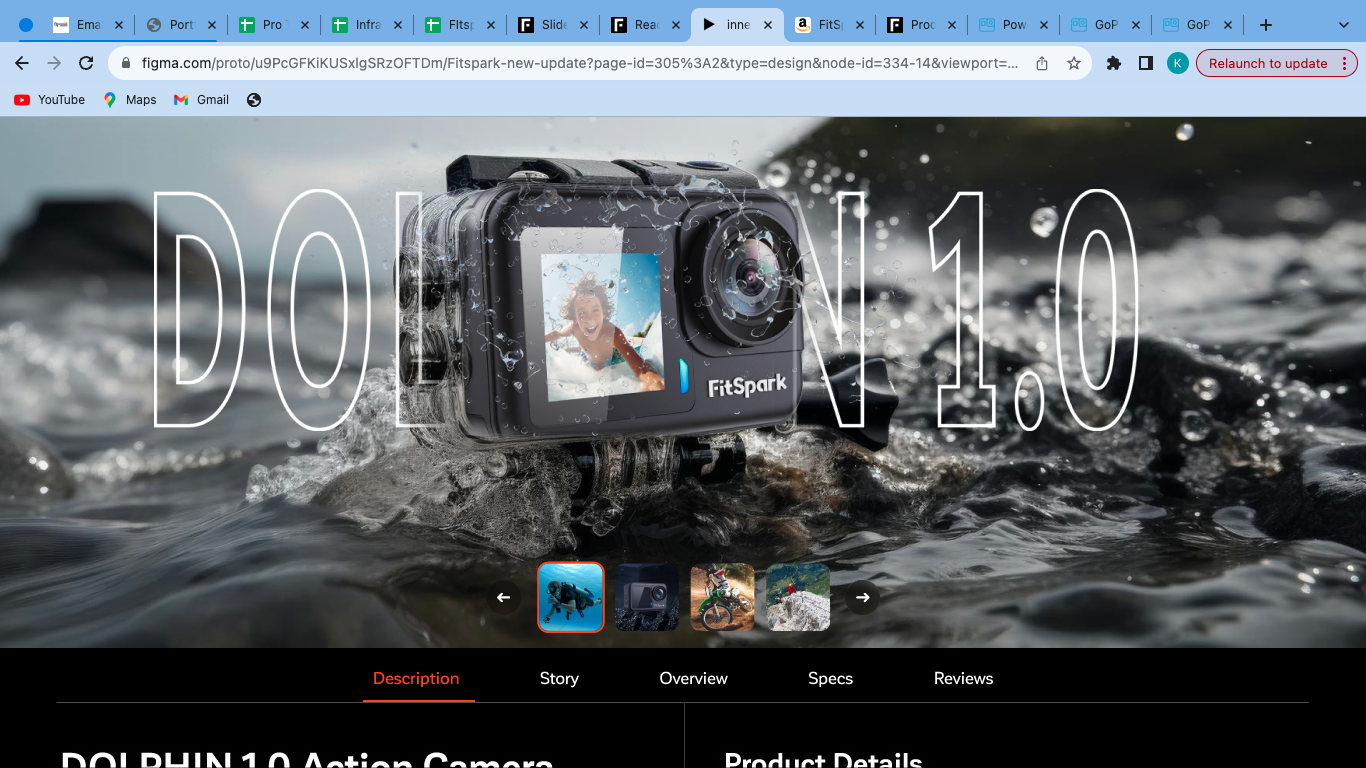 Ema
Port
Pro
Infra
FItsp
Slide
Rea
inne
FitS
Prod
Pow
GoP
GoP
figma.com/proto/u9PcGFKiKUSxlgSRzOFTDm/Fitspark-new-update?page-id=305%3A2&type=design&node-id=334-14&viewport=...
K
Relaunch to update
YouTube
Maps
Gmail
DOL N 1.0
FitSpark
Description
Story
Overview
Specs
Reviews
DOLPHIN 1.0 Action Camera
Product Details